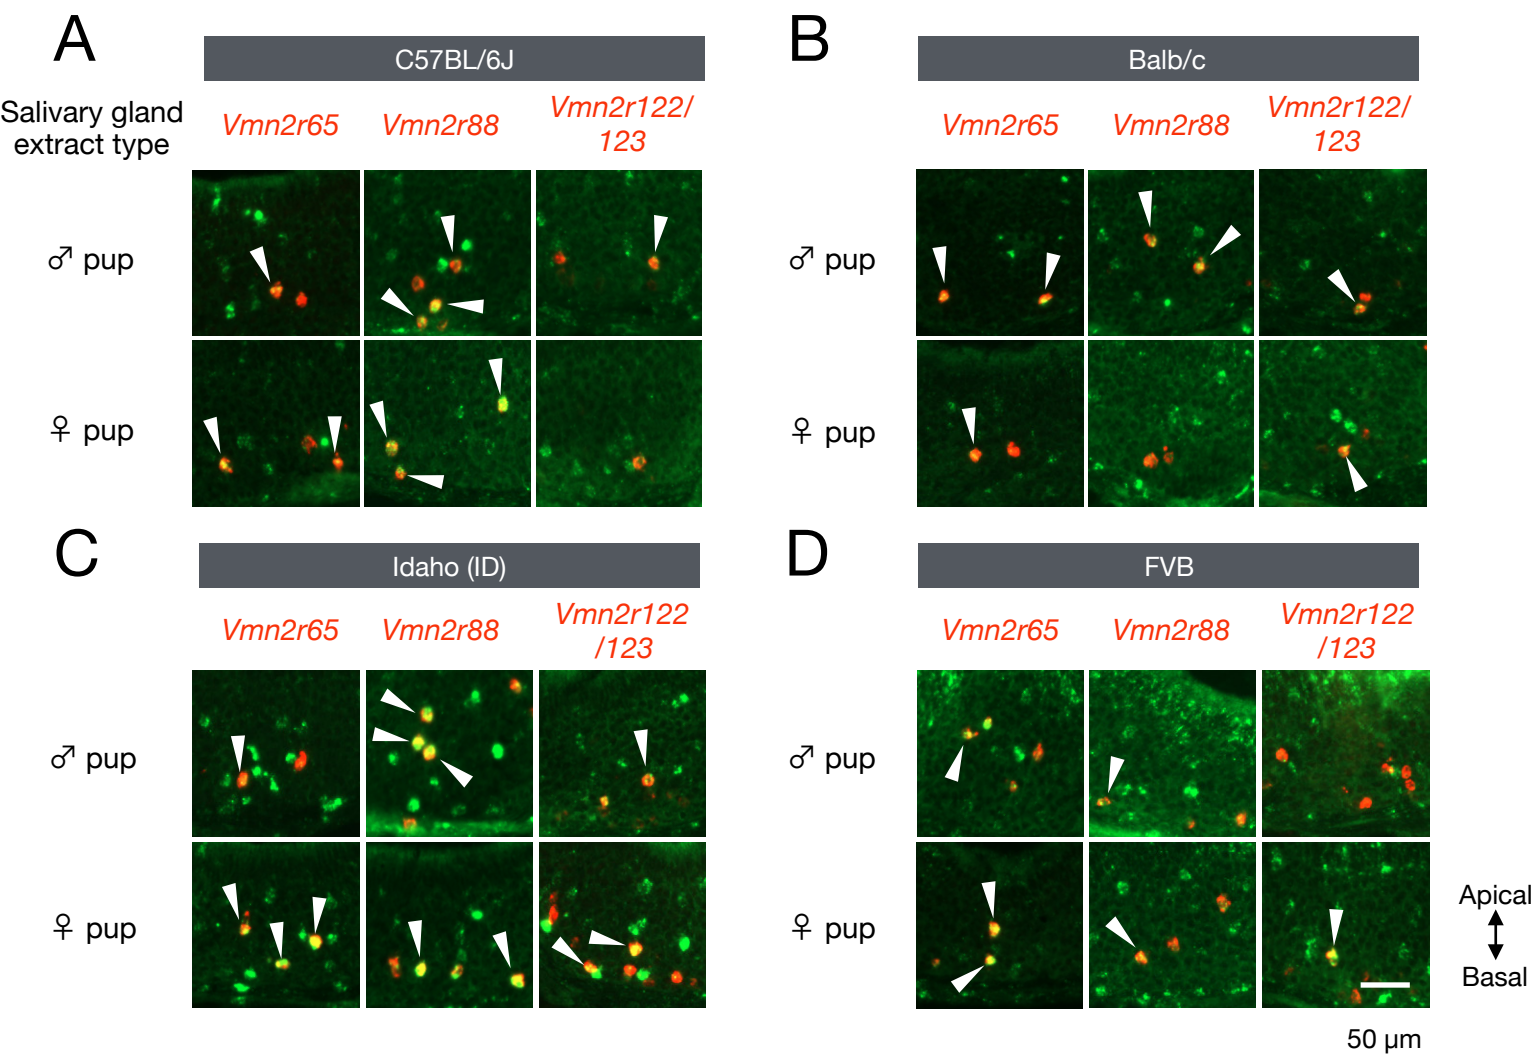 A
C57BL/6J
Salivary gland
extract type
Vmn2r65
Vmn2r88
Vmn2r122/
123
♂ pup
♀ pup
B
Balb/c
Vmn2r65
Vmn2r88
Vmn2r122/
123
♂ pup
♀ pup
C
Idaho (ID)
Vmn2r65
Vmn2r88
Vmn2r122
/123
♂ pup
♀ pup
D
FVB
Vmn2r65
Vmn2r88
Vmn2r122
/123
♂ pup
♀ pup
Apical
Basal
50 µm